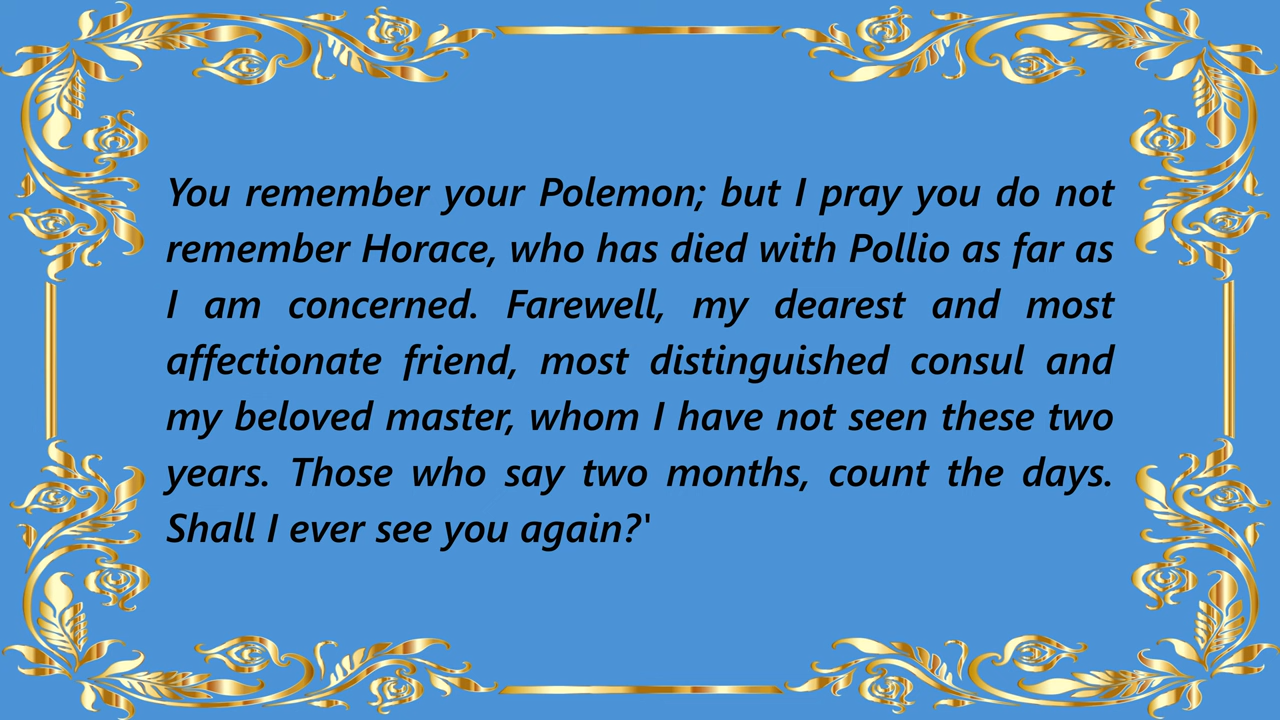 You remember your Polemon; but I pray you do not
remember Horace, who has died with Pollio as far as
I am concerned. Farewell, my dearest and most
affectionate friend, most distinguished consul and
my beloved master, whom I have not seen these two
years. Those who say two months, count the days.
Shall I ever see you again?'